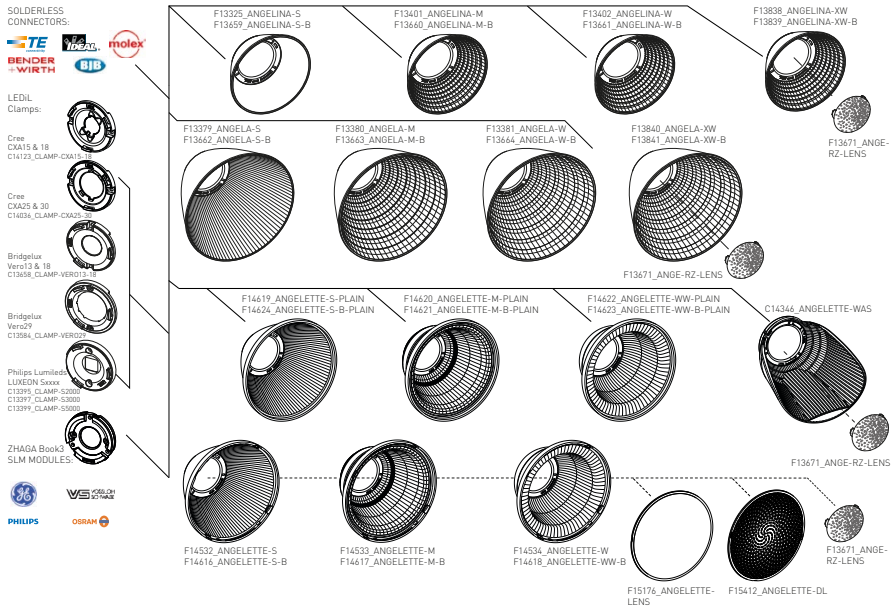 SOLDERLESS
CONNECTORS:
TE
IDEAL
molex
BENDER
+WIRTH
BJB
LEDiL
Clamps:
Cree
CXA15 & 18
C14123_CLAMP-CXA15-18
Cree
CXA25 & 30
C14036_CLAMP-CXA25-30
Bridgelux
Vero13 & 18
C13658_CLAMP-VERO13-18
Bridgelux
Vero29
C13584_CLAMP-VERO29
Philips Lumileds
LUXEON Sxxxx
C13395_CLAMP-S2000
C13397_CLAMP-S3000
C13399_CLAMP-S5000
ZHAGA Book3
SLM MODULES:
VS VOSSLOH
SCHWABE
PHILIPS
OSRAM
F13325_ANGELINA-S
F13659_ANGELINA-S-B
F13401_ANGELINA-M
F13660_ANGELINA-M-B
F13402_ANGELINA-W
F13661_ANGELINA-W-B
F13838_ANGELINA-XW
F13839_ANGELINA-XW-B
F13671_ANGE-
RZ-LENS
F13379_ANGELA-S
F13662_ANGELA-S-B
F13380_ANGELA-M
F13663_ANGELA-M-B
F13381_ANGELA-W
F13664_ANGELA-W-B
F13840_ANGELA-XW
F13841_ANGELA-XW-B
F13671_ANGE-RZ-LENS
F14619_ANGELETTE-S-PLAIN
F14624_ANGELETTE-S-B-PLAIN
F14620_ANGELETTE-M-PLAIN
F14621_ANGELETTE-M-B-PLAIN
F14622_ANGELETTE-WW-PLAIN
F14623_ANGELETTE-WW-B-PLAIN
C14346_ANGELETTE-WAS
F13671_ANGE-RZ-LENS
F14532_ANGELETTE-S
F14616_ANGELETTE-S-B
F14533_ANGELETTE-M
F14617_ANGELETTE-M-B
F14534_ANGELETTE-W
F14618_ANGELETTE-WW-B
F15176_ANGELETTE-
LENS
F15412_ANGELETTE-DL
F13671_ANGE-
RZ-LENS